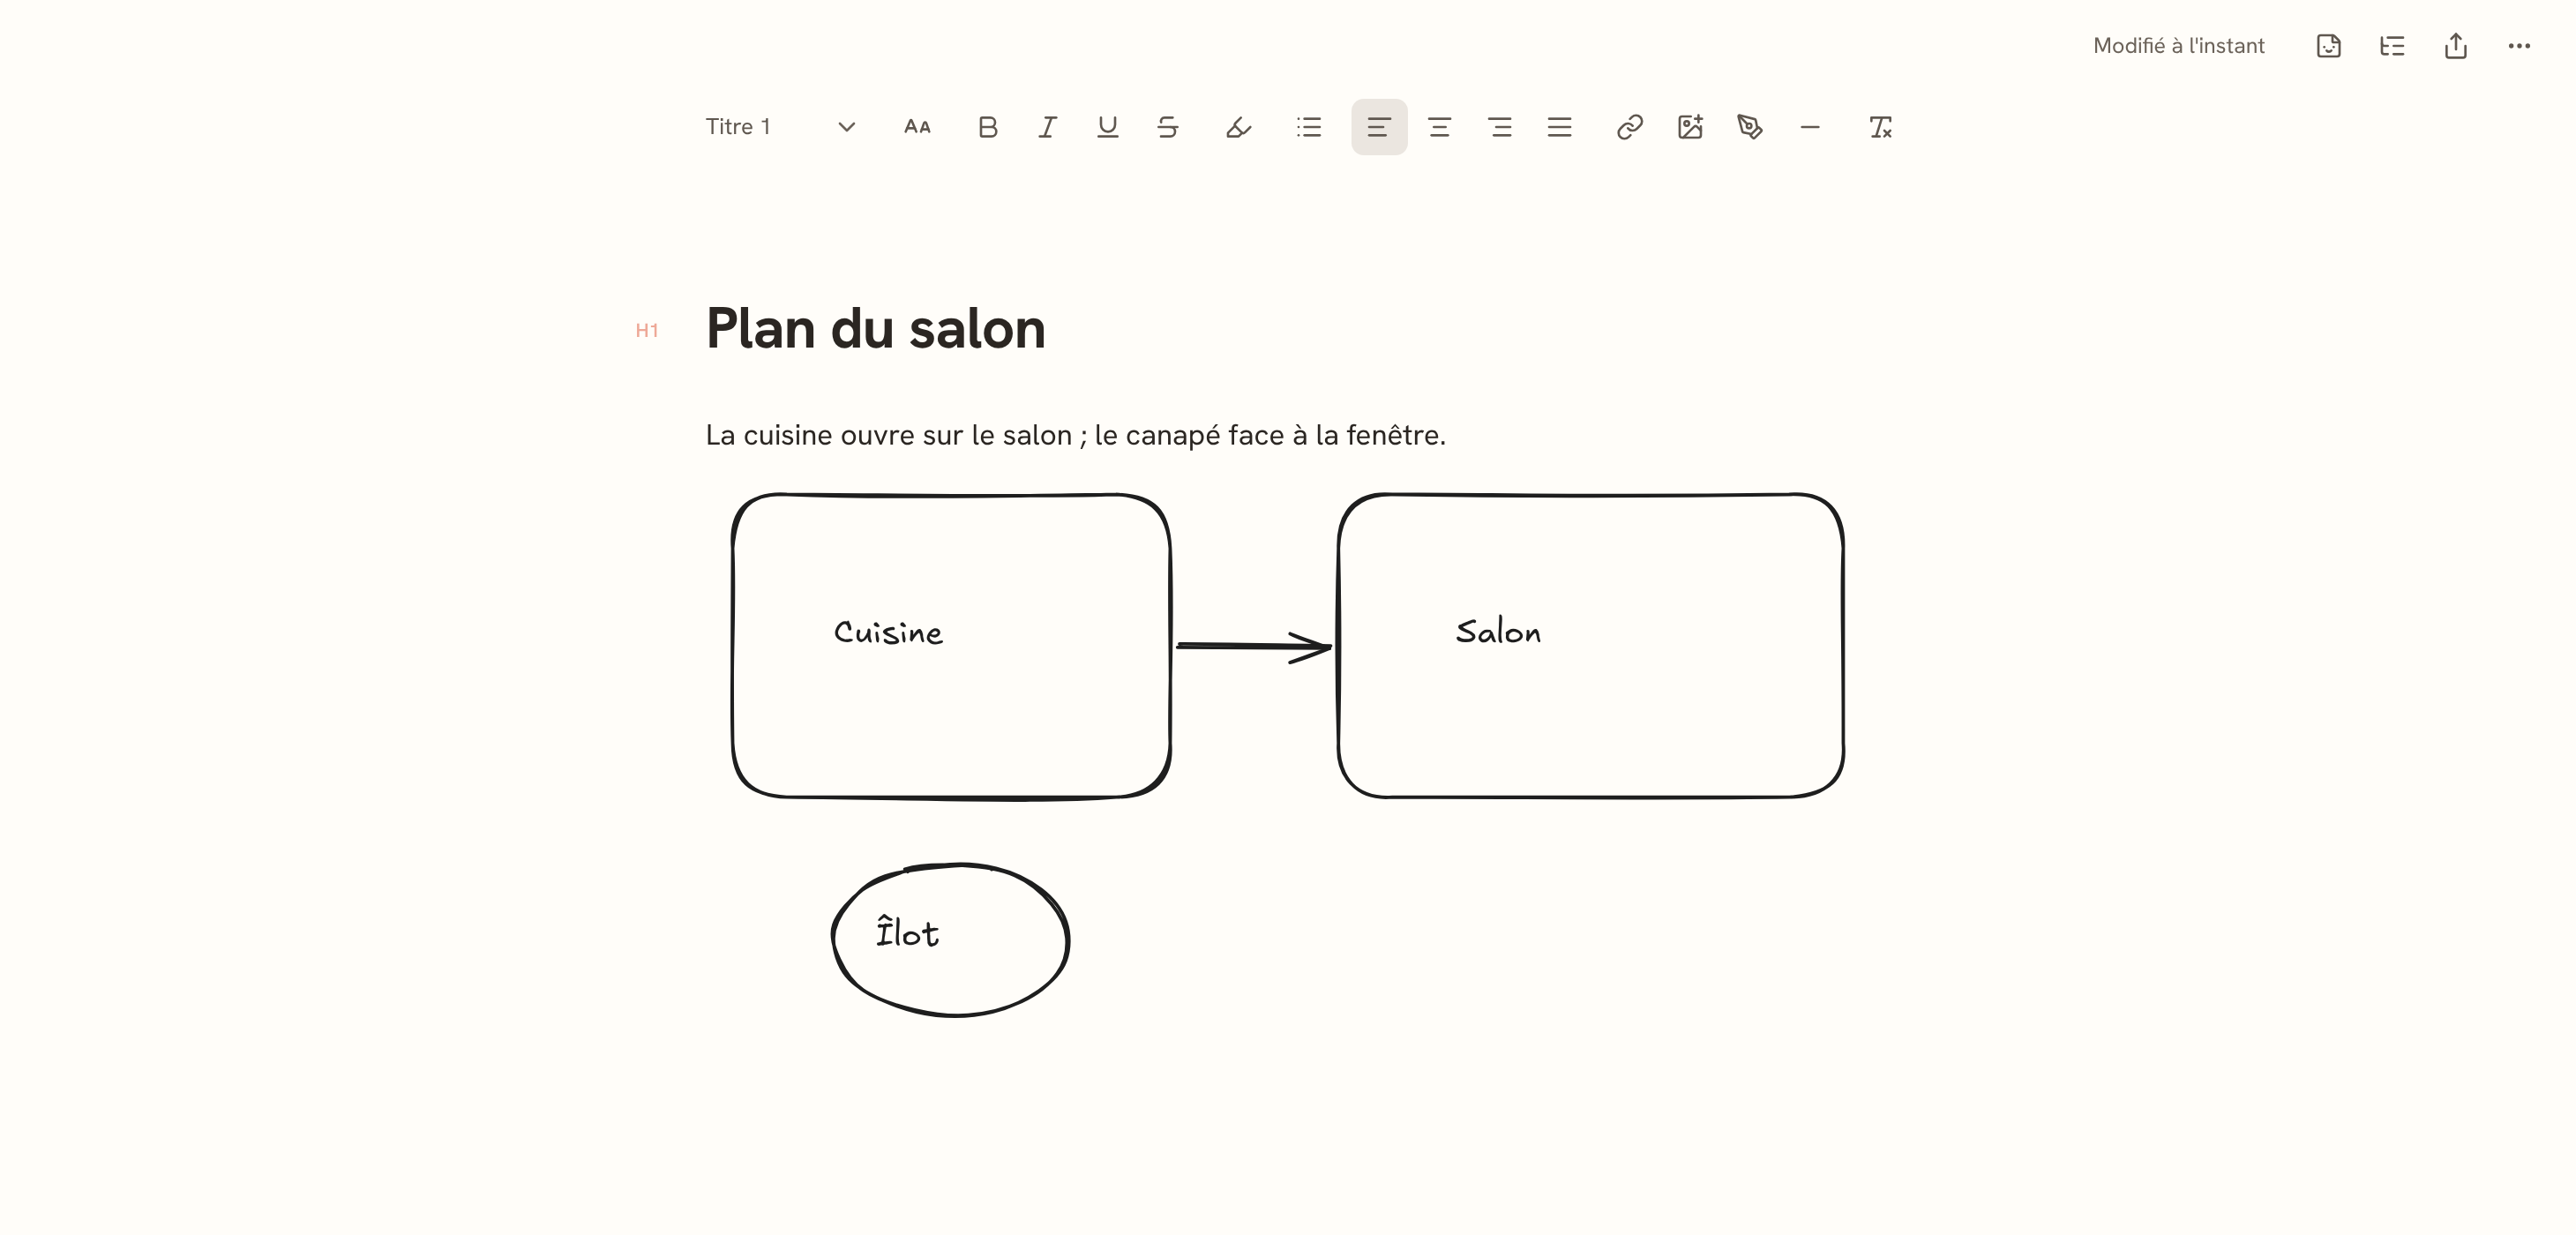 Modifié à l'instant
Titre 1
H1
Plan du salon
La cuisine ouvre sur le salon ; le canapé face à la fenêtre.
Cuisine
Salon
Îlot